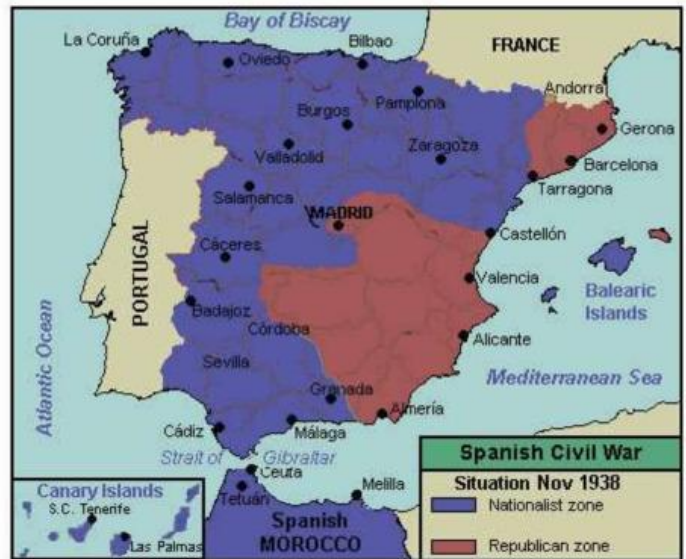 Bay of Biscay
La Coruña
Oviedo
Bilbao
FRANCE
Pamplona
Andorra
Burgos
Gerona
Valladolid
Zaragoza
Barcelona
Salamanca
Tarragona
MADRID
Castellón
PORTUGAL
Cáceres
Valencia
Balearic
Islands
Badajoz
Córdoba
Alicante
Atlantic Ocean
Sevilla
Mediterranean Sea
Granada
Almería
Cádiz
Málaga
Strait of Gibraltar
Ceuta
Tetuán
Melilla
Spanish
MOROCCO
Canary Islands
S.C. Tenerife
Las Palmas
Spanish Civil War
Situation Nov 1938
Nationalist zone
Republican zone